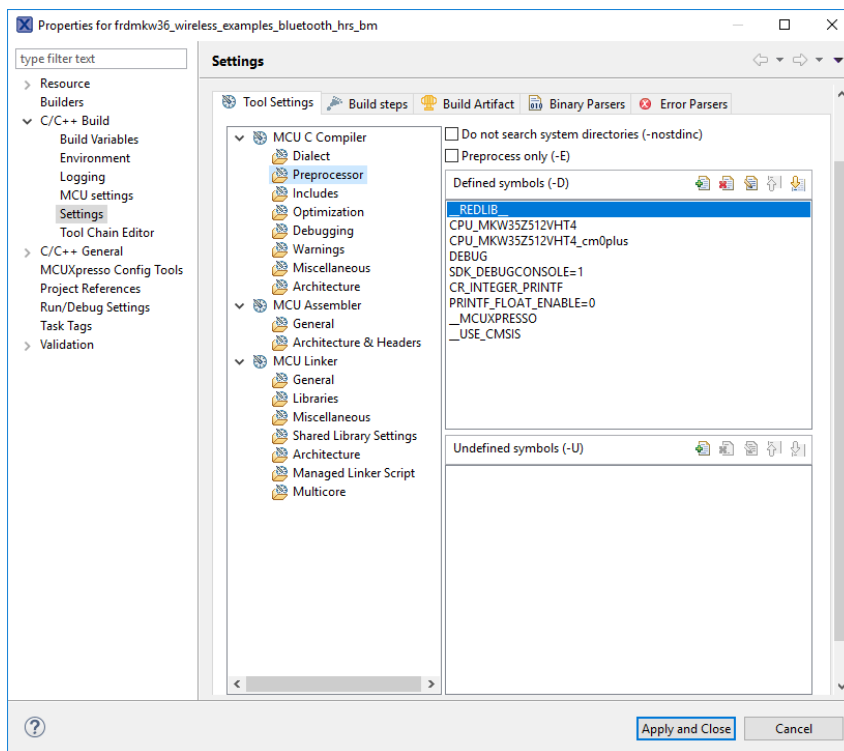 Properties for frdmkw36_wireless_examples_bluetooth_hrs_bm
type filter text
Resource
Builders
C/C++ Build
Build Variables
Environment
Logging
MCU settings
Settings
Tool Chain Editor
C/C++ General
MCUXpresso Config Tools
Project References
Run/Debug Settings
Task Tags
Validation
Settings
Tool Settings Build steps Build Artifact Binary Parsers Error Parsers
MCU C Compiler
Dialect
Preprocessor
Includes
Optimization
Debugging
Warnings
Miscellaneous
Architecture
MCU Assembler
General
Architecture & Headers
MCU Linker
General
Libraries
Miscellaneous
Shared Library Settings
Architecture
Managed Linker Script
Multicore
Do not search system directories (-nostdinc)
Preprocess only (-E)
Defined symbols (-D)
__REDLIB__
CPU_MKW35Z512VHT4
CPU_MKW35Z512VHT4_cm0plus
DEBUG
SDK_DEBUGCONSOLE=1
CR_INTEGER_PRINTF
PRINTF_FLOAT_ENABLE=0
__MCUXPRESSO
__USE_CMSIS
Undefined symbols (-U)
Apply and Close Cancel